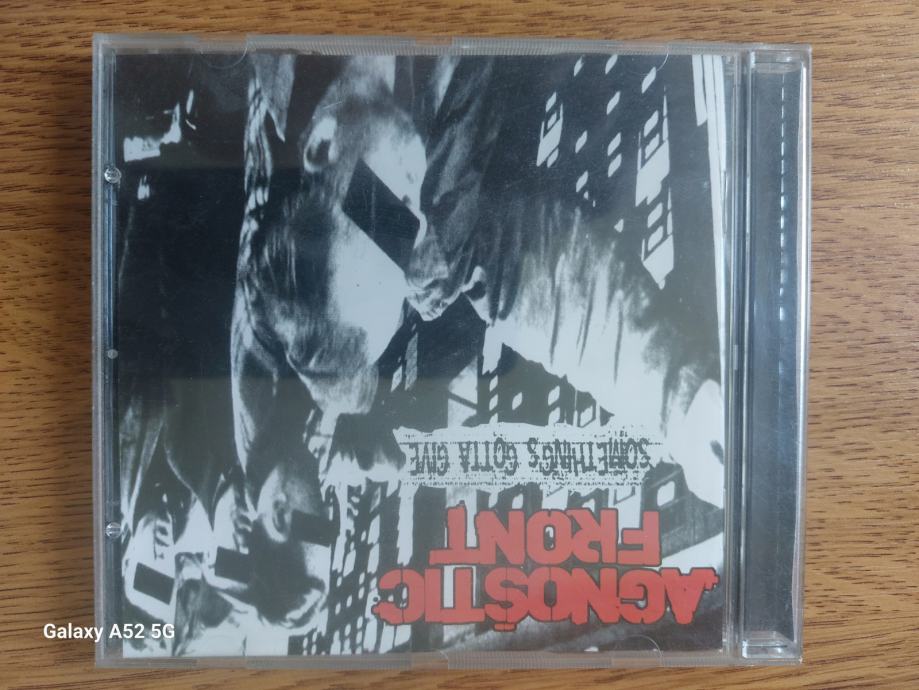 AGNOSTIC
FRONT
SOMETHING'S GOTTA GIVE
Galaxy A52 5G